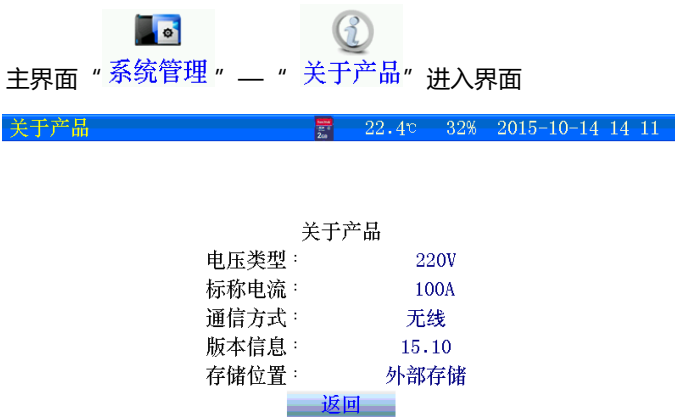 主界面“系统管理”—“关于产品”进入界面
关于产品 22.4℃ 32% 2015-10-14 14 11
关于产品
电压类型： 220V
标称电流： 100A
通信方式： 无线
版本信息： 15.10
存储位置： 外部存储
返回